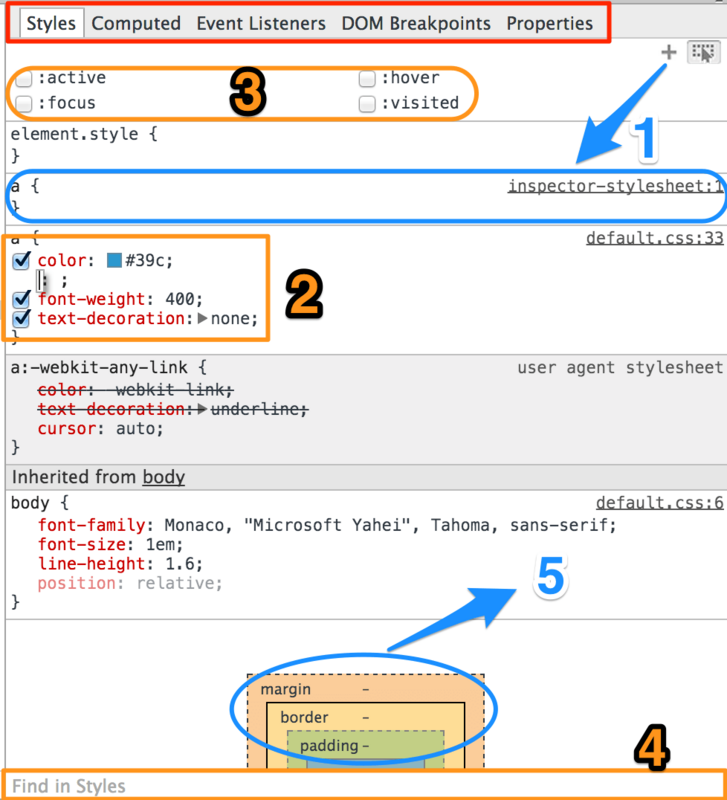 Styles Computed Event Listeners DOM Breakpoints Properties
+
:active :hover
:focus :visited
3
1
element.style {
}
a { inspector-stylesheet:1
}
a { default.css:33
color: #39c;
: ;
font-weight: 400;
text-decoration: none;
}
2
a:-webkit-any-link { user agent stylesheet
color: -webkit-link;
text-decoration: underline;
cursor: auto;
}
Inherited from body
body { default.css:6
font-family: Monaco, "Microsoft Yahei", Tahoma, sans-serif;
font-size: 1em;
line-height: 1.6;
position: relative;
}
5
margin -
border -
padding -
4
Find in Styles